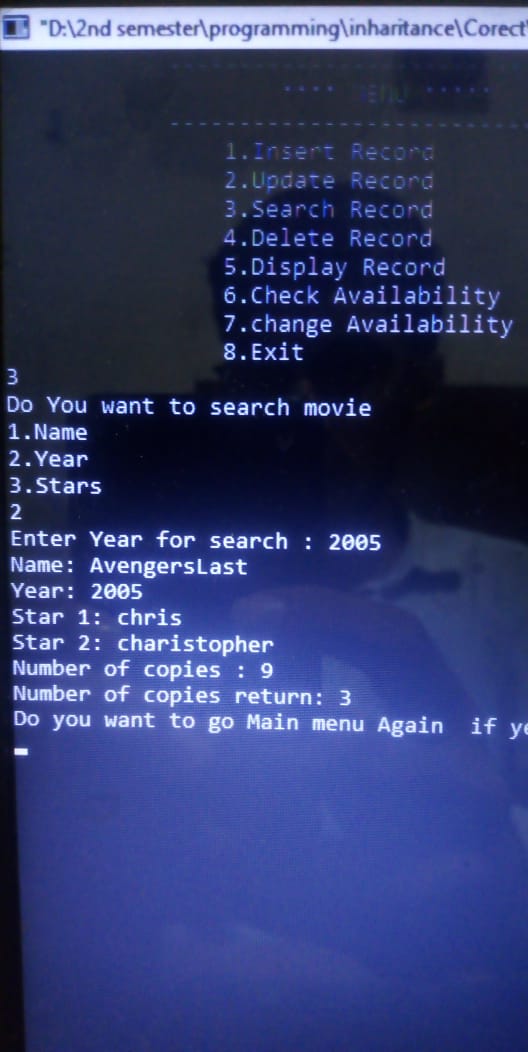 "D:\2nd semester\programming\inharitance\Corect
**** MENU *****
1.Insert Record
2.Update Record
3.Search Record
4.Delete Record
5.Display Record
6.Check Availability
7.change Availability
8.Exit
3
Do You want to search movie
1.Name
2.Year
3.Stars
2
Enter Year for search : 2005
Name: AvengersLast
Year: 2005
Star 1: chris
Star 2: charistopher
Number of copies : 9
Number of copies return: 3
Do you want to go Main menu Again  if ye